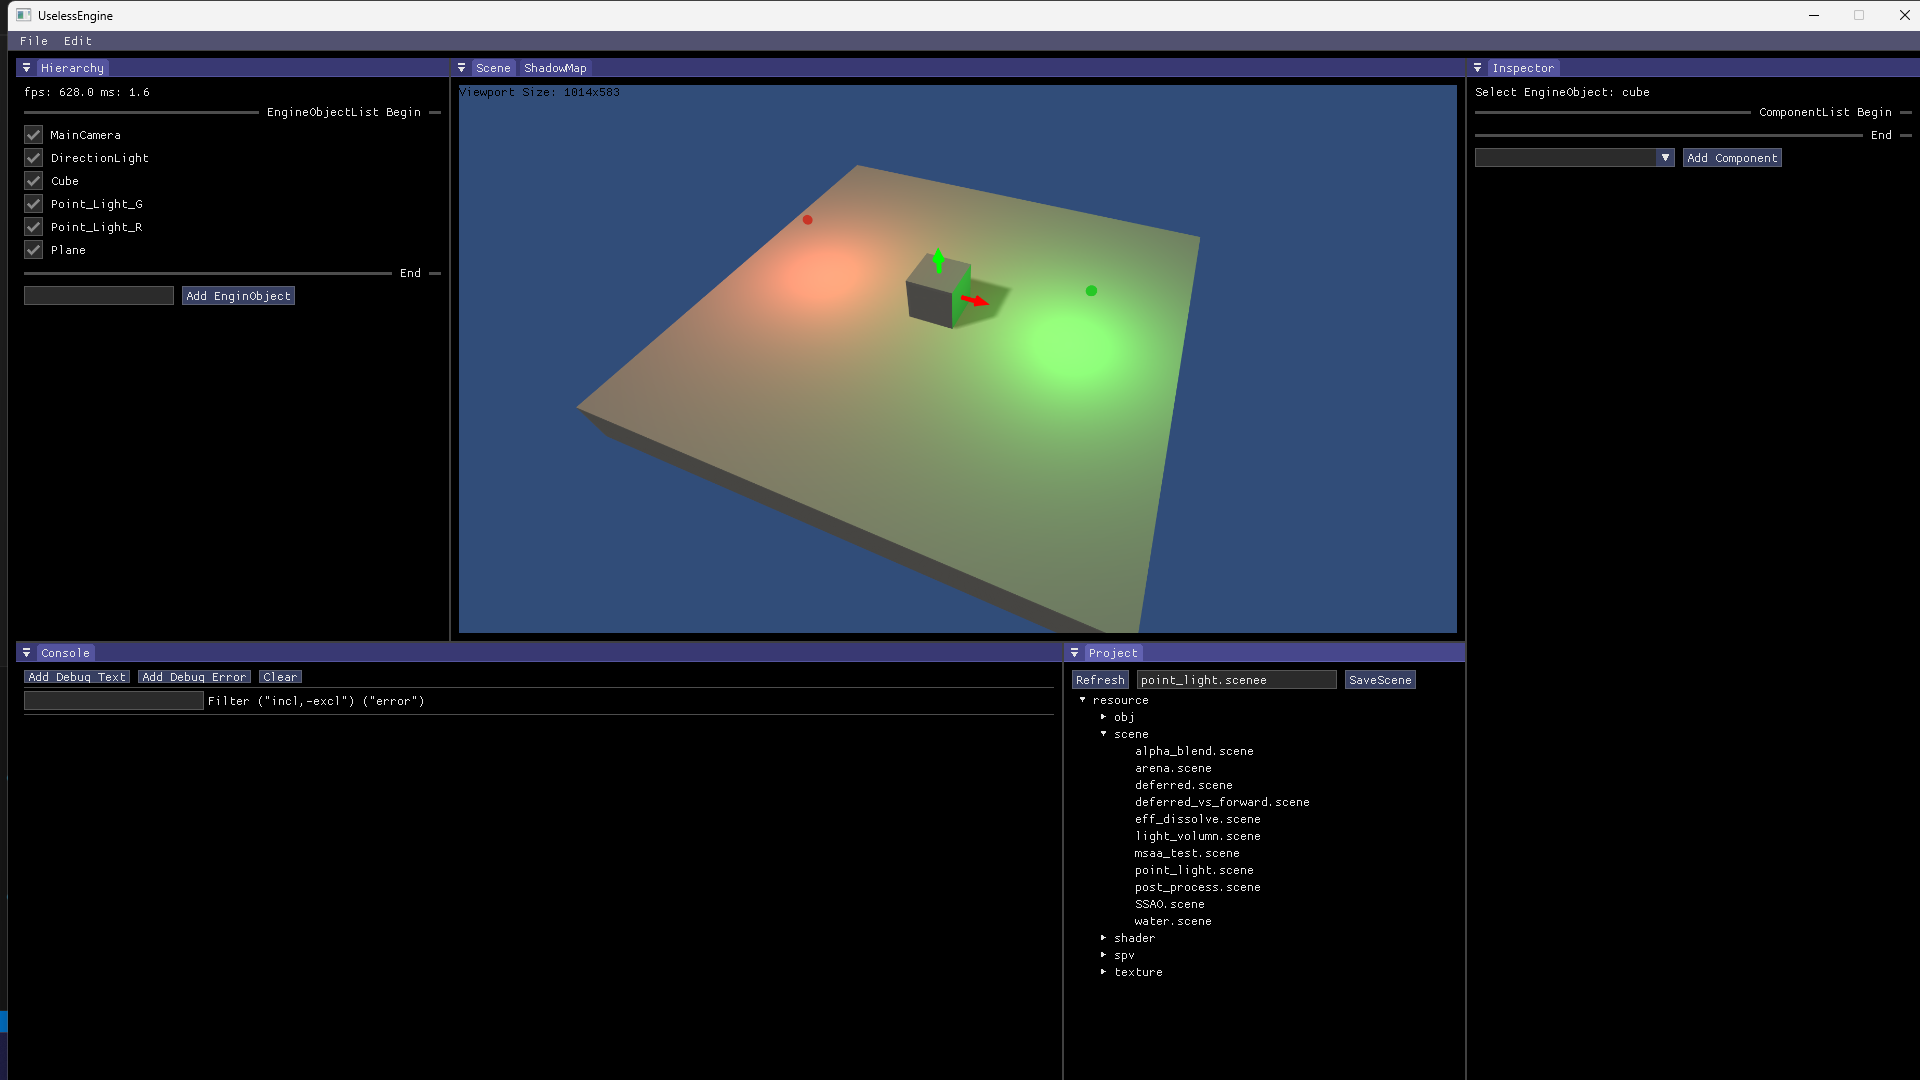 UselessEngine
File Edit
Hierarchy
fps: 628.0 ms: 1.6
EngineObjectList Begin
MainCamera
DirectionLight
Cube
Point_Light_G
Point_Light_R
Plane
End
Add EnginObject
Scene ShadowMap
Viewport Size: 1014x583
Inspector
Select EngineObject: cube
ComponentList Begin
End
Add Component
Console
Add Debug Text Add Debug Error Clear
Filter ("incl,-excl") ("error")
Project
Refresh point_light.scenee SaveScene
resource
obj
scene
alpha_blend.scene
arena.scene
deferred.scene
deferred_vs_forward.scene
eff_dissolve.scene
light_volumn.scene
msaa_test.scene
point_light.scene
post_process.scene
SSAO.scene
water.scene
shader
spv
texture